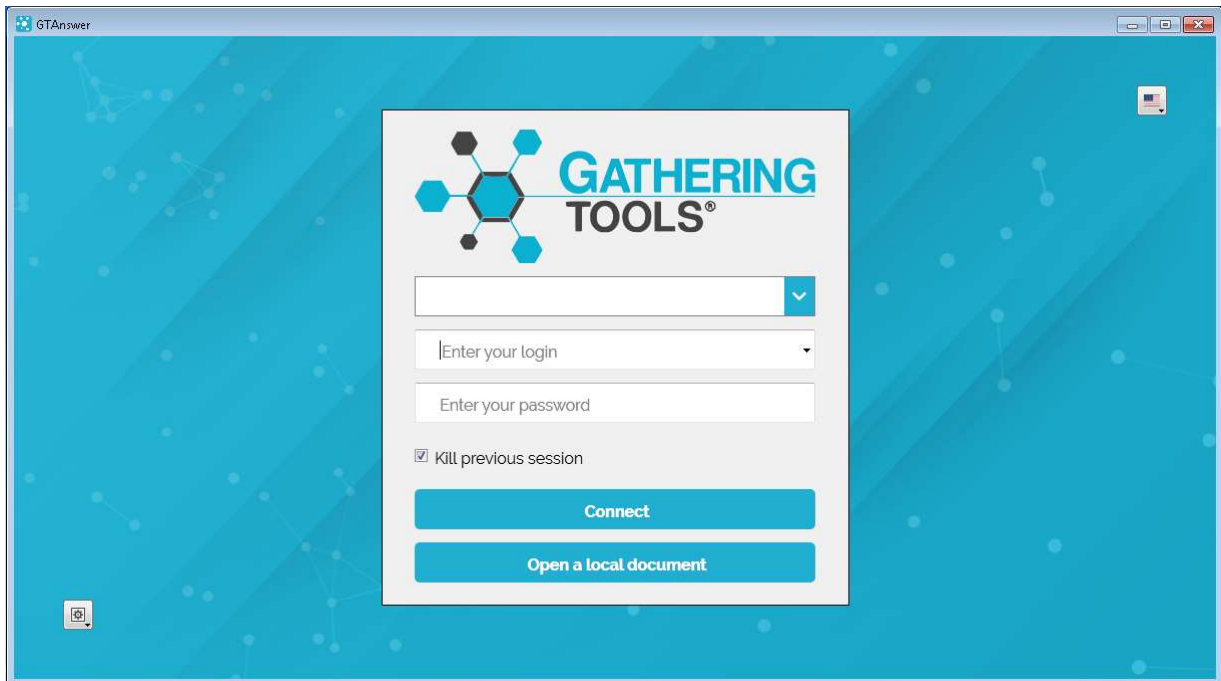 GTAnswer
GATHERING
TOOLS®
Enter your login
Enter your password
Kill previous session
Connect
Open a local document